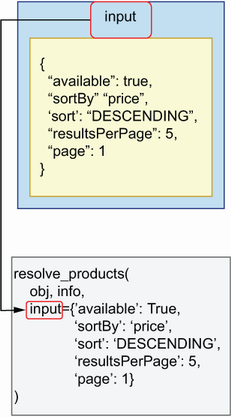 input
{
“available”: true,
“sortBy” “price”,
‘sort’: “DESCENDING”,
“resultsPerPage”: 5,
“page”: 1
}
resolve_products(
obj, info,
input={‘available’: True,
‘sortBy’: ‘price’,
‘sort’: ‘DESCENDING’,
‘resultsPerPage’: 5,
‘page’: 1}
)